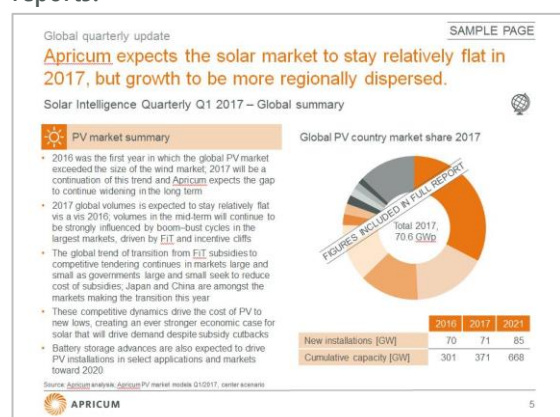 reports.
SAMPLE PAGE
Global quarterly update
Apricum expects the solar market to stay relatively flat in
2017, but growth to be more regionally dispersed.
Solar Intelligence Quarterly Q1 2017 – Global summary
PV market summary
• 2016 was the first year in which the global PV market
exceeded the size of the wind market; 2017 will be a
continuation of this trend and Apricum expects the gap
to continue widening in the long term
• 2017 global volumes is expected to stay relatively flat
vis a vis 2016; volumes in the mid-term will continue to
be strongly influenced by boom–bust cycles in the
largest markets, driven by FiT and incentive cliffs
• The global trend of transition from FiT subsidies to
competitive tendering continues in markets large and
small as governments large and small seek to reduce
cost of subsidies; Japan and China are amongst the
markets making the transition this year
• These competitive dynamics drive the cost of PV to
new lows, creating an ever stronger economic case for
solar that will drive demand despite subsidy cutbacks
• Battery storage advances are also expected to drive
PV installations in select applications and markets
toward 2020
Global PV country market share 2017
FIGURES INCLUDED IN FULL REPORT
Total 2017,
70.6 GWp
2016 2017 2021
New installations [GW] 70 71 85
Cumulative capacity [GW] 301 371 668
Source: Apricum analysis, Apricum PV market models Q1/2017, center scenario
APRICUM
5